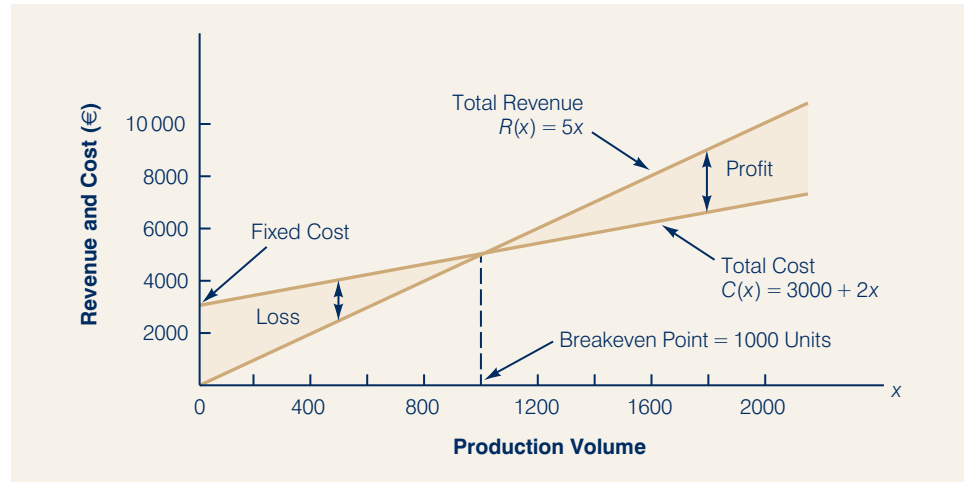 Revenue and Cost (€)
10 000
8000
6000
4000
2000
Total Revenue
R(x) = 5x
Profit
Fixed Cost
Total Cost
C(x) = 3000 + 2x
Loss
Breakeven Point = 1000 Units
0 400 800 1200 1600 2000
x
Production Volume